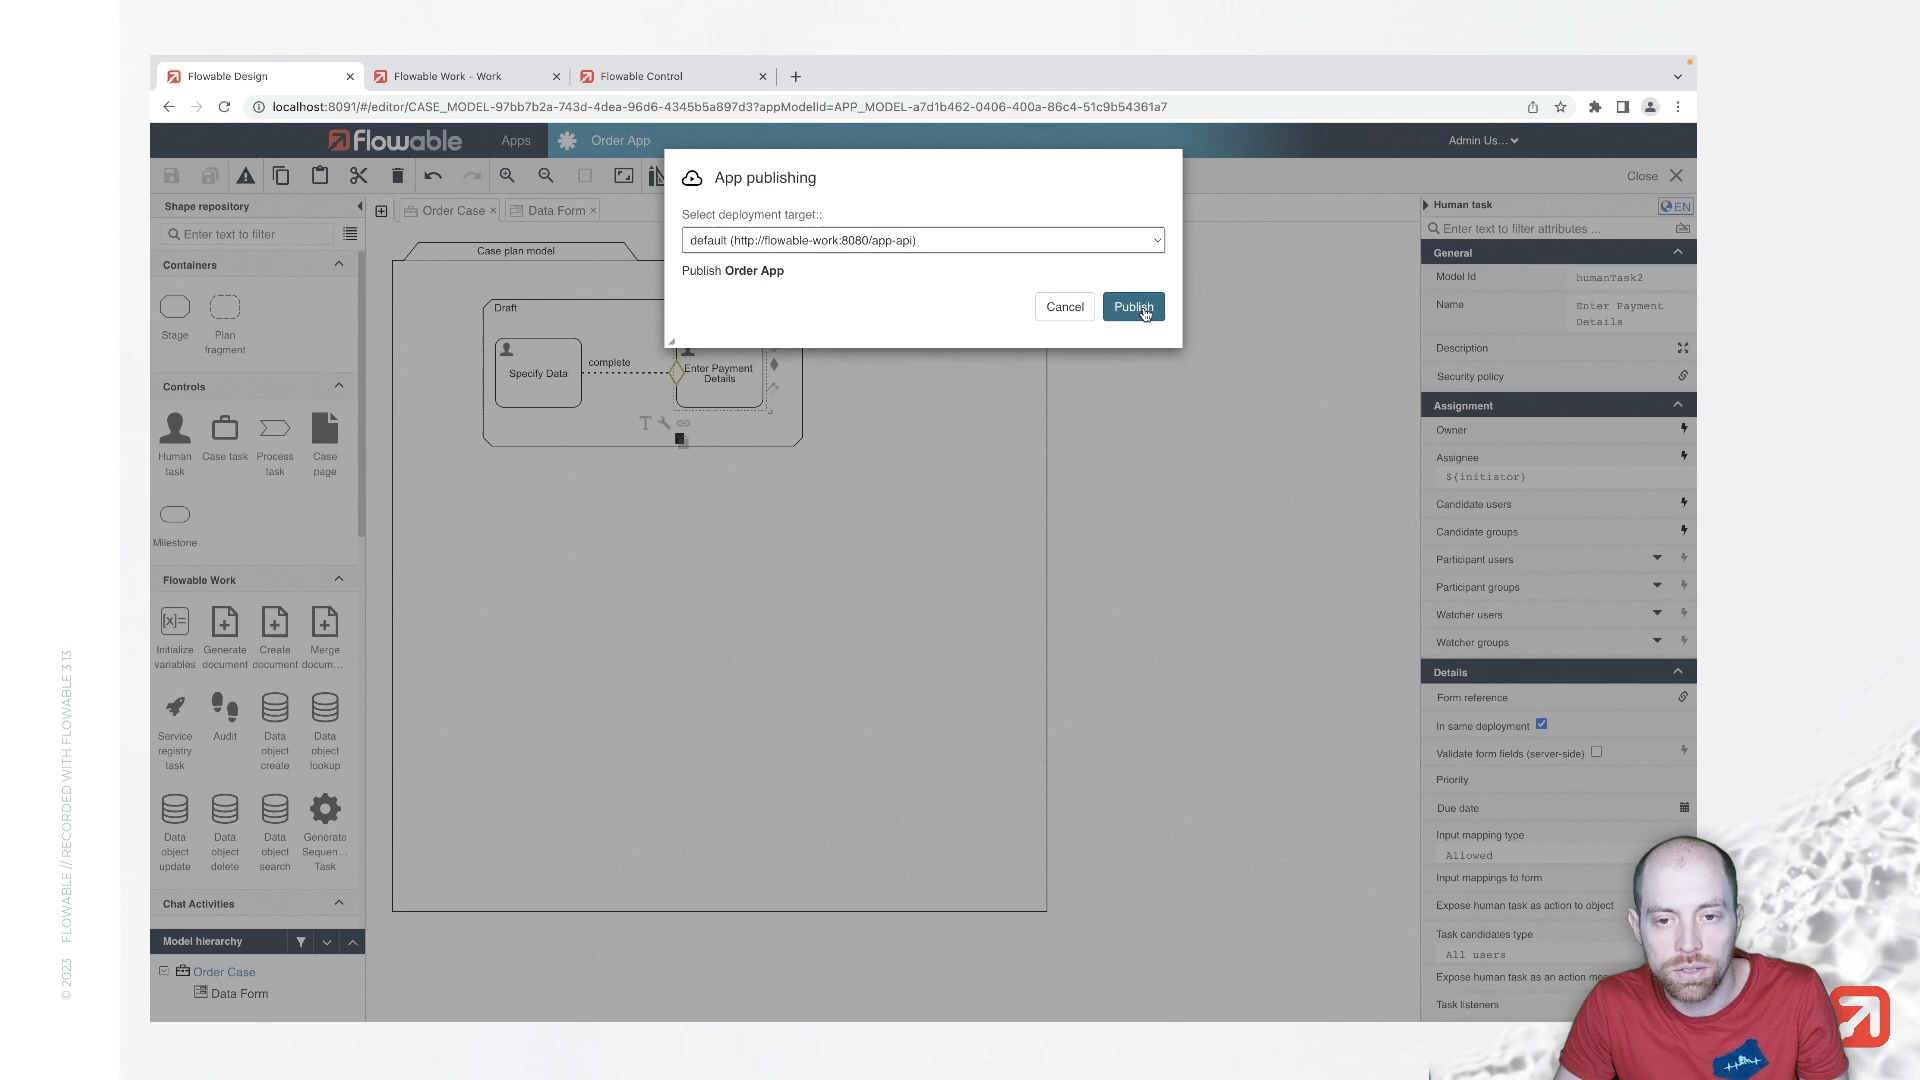 Flowable Design
Flowable Work - Work
Flowable Control
localhost:8091/#/editor/CASE_MODEL-97bb7b2a-743d-4dea-96d6-4345b5a897d3?appModelId=APP_MODEL-a7d1b462-0406-400a-86c4-51c9b54361a7
flowable
Apps
Order App
Admin Us...
Close
Shape repository
Enter text to filter
Containers
Stage
Plan
fragment
Controls
Human
task
Case task
Process
task
Case
page
Milestone
Flowable Work
[x]=
Initialize
variables
Generate
document
Create
document
Merge
docum...
Service
registry
task
Audit
Data
object
create
Data
object
lookup
Data
object
update
Data
object
delete
Data
object
search
Generate
Sequen...
Task
Chat Activities
Model hierarchy
Order Case
Data Form
Order Case
Data Form
Case plan model
Draft
Specify Data
complete
Enter Payment
Details
App publishing
Select deployment target::
default (http://flowable-work:8080/app-api)
Publish Order App
Cancel
Publish
Human task
EN
Enter text to filter attributes ...
General
Model Id
humanTask2
Name
Enter Payment
Details
Description
Security policy
Assignment
Owner
Assignee
${initiator}
Candidate users
Candidate groups
Participant users
Participant groups
Watcher users
Watcher groups
Details
Form reference
In same deployment
Validate form fields (server-side)
Priority
Due date
Input mapping type
Allowed
Input mappings to form
Expose human task as action to object
Task candidates type
All users
Expose human task as an action
Task listeners
© 2023 FLOWABLE // RECORDED WITH FLOWABLE 3.13